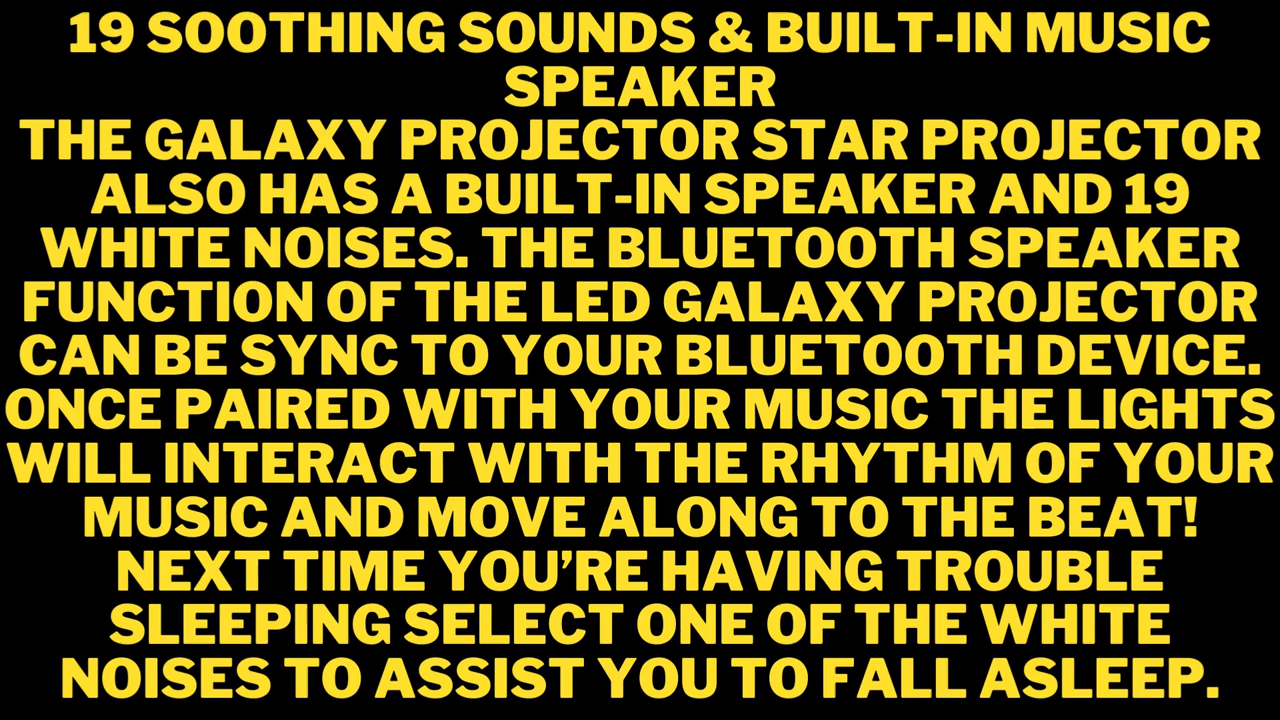 19 SOOTHING SOUNDS & BUILT-IN MUSIC
SPEAKER
THE GALAXY PROJECTOR STAR PROJECTOR
ALSO HAS A BUILT-IN SPEAKER AND 19
WHITE NOISES. THE BLUETOOTH SPEAKER
FUNCTION OF THE LED GALAXY PROJECTOR
CAN BE SYNC TO YOUR BLUETOOTH DEVICE.
ONCE PAIRED WITH YOUR MUSIC THE LIGHTS
WILL INTERACT WITH THE RHYTHM OF YOUR
MUSIC AND MOVE ALONG TO THE BEAT!
NEXT TIME YOU’RE HAVING TROUBLE
SLEEPING SELECT ONE OF THE WHITE
NOISES TO ASSIST YOU TO FALL ASLEEP.